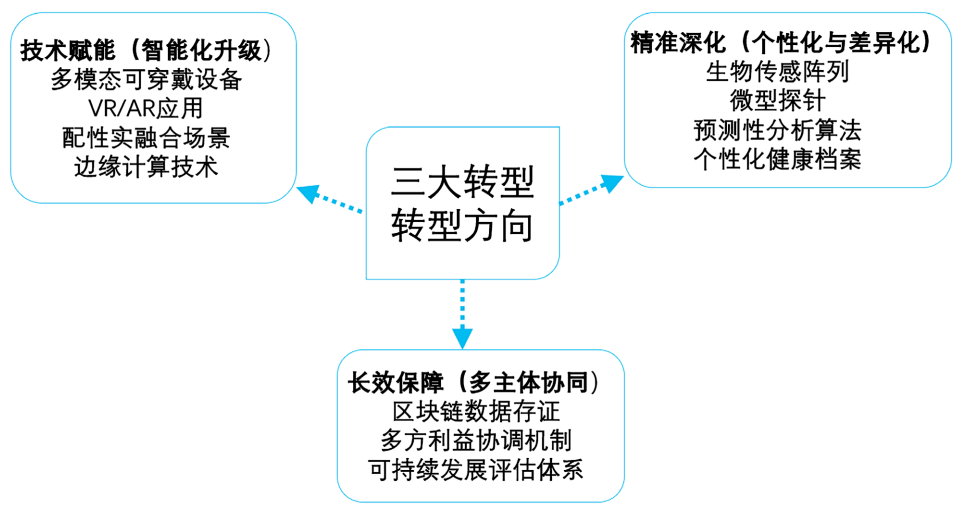 技术赋能（智能化升级）
多模态可穿戴设备
VR/AR应用
配性实融合场景
边缘计算技术
精准深化（个性化与差异化）
生物传感阵列
微型探针
预测性分析算法
个性化健康档案
三大转型
转型方向
长效保障（多主体协同）
区块链数据存证
多方利益协调机制
可持续发展评估体系